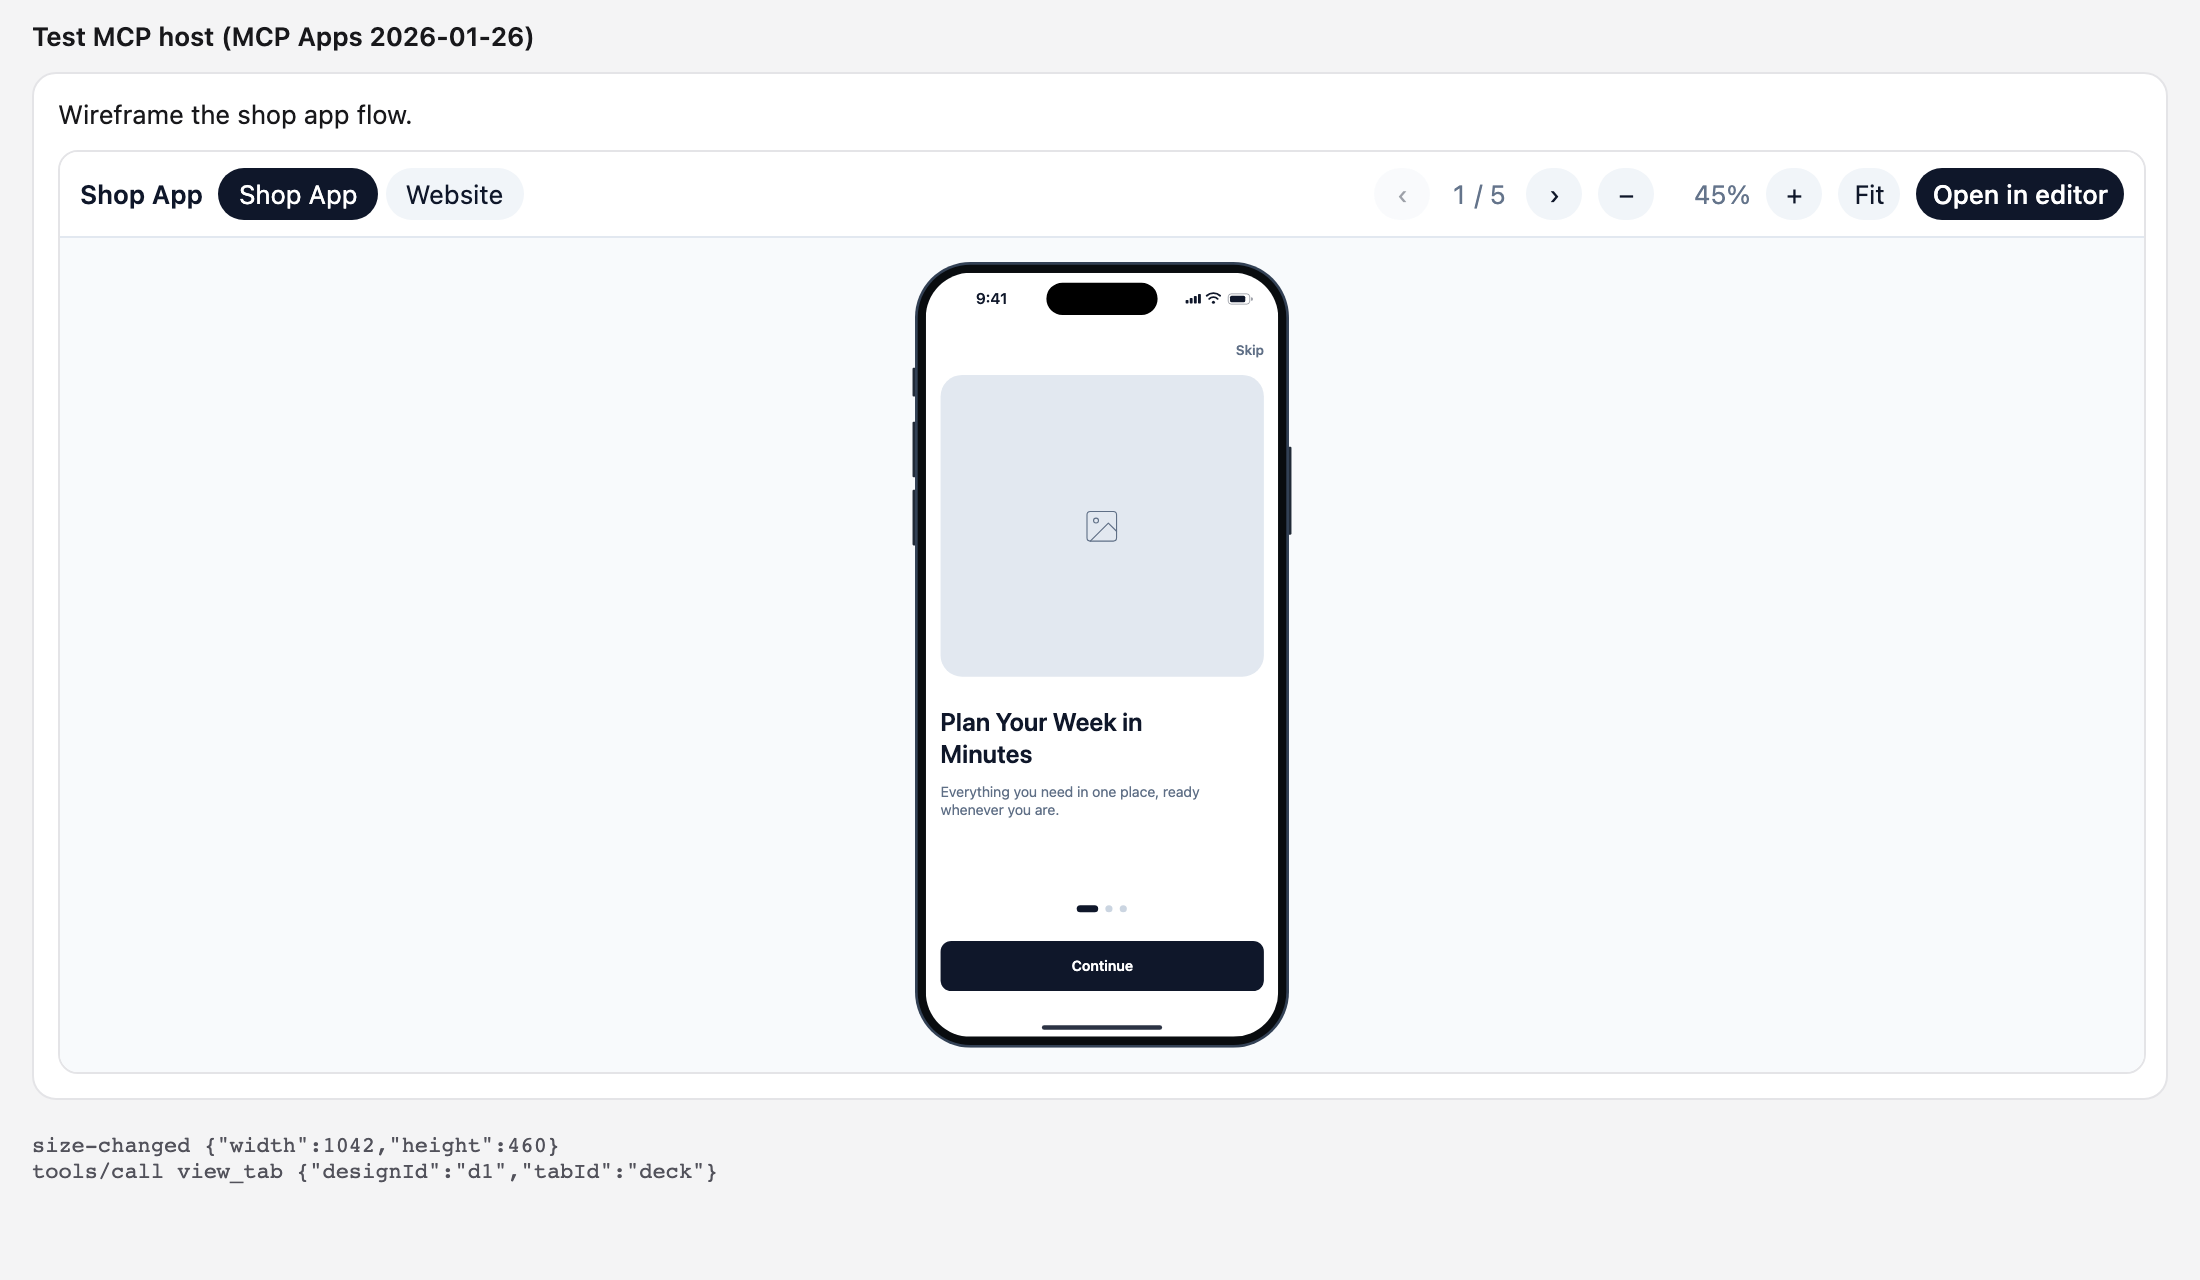 Test MCP host (MCP Apps 2026-01-26)
Wireframe the shop app flow.
Shop App Shop App Website ‹ 1 / 5 › − 45% + Fit Open in editor
9:41
Skip
Plan Your Week in
Minutes
Everything you need in one place, ready
whenever you are.
Continue
size-changed {"width":1042,"height":460}
tools/call view_tab {"designId":"d1","tabId":"deck"}